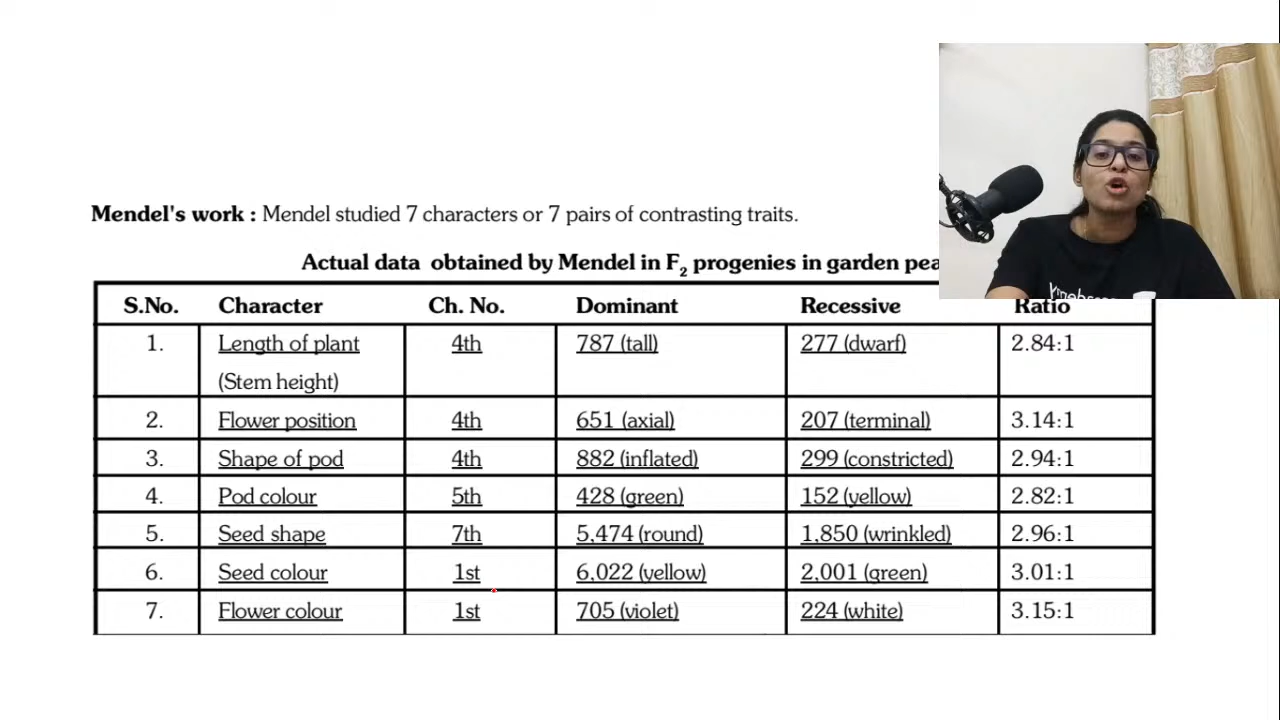 Mendel's work : Mendel studied 7 characters or 7 pairs of contrasting traits.
Actual data obtained by Mendel in F₂ progenies in garden pea
S.No. Character Ch. No. Dominant Recessive Ratio
1. Length of plant 4th 787 (tall) 277 (dwarf) 2.84:1
(Stem height)
2. Flower position 4th 651 (axial) 207 (terminal) 3.14:1
3. Shape of pod 4th 882 (inflated) 299 (constricted) 2.94:1
4. Pod colour 5th 428 (green) 152 (yellow) 2.82:1
5. Seed shape 7th 5,474 (round) 1,850 (wrinkled) 2.96:1
6. Seed colour 1st 6,022 (yellow) 2,001 (green) 3.01:1
7. Flower colour 1st 705 (violet) 224 (white) 3.15:1